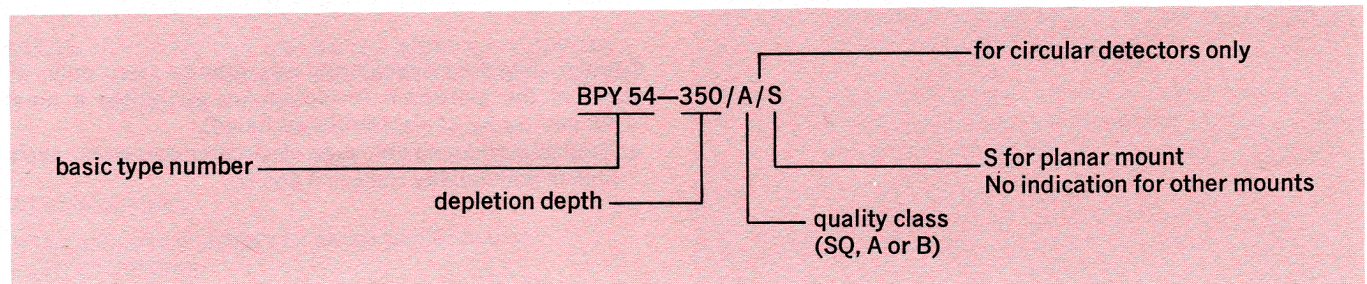 for circular detectors only
BPY 54—350/A/S
basic type number
S for planar mount
No indication for other mounts
depletion depth
quality class
(SQ, A or B)